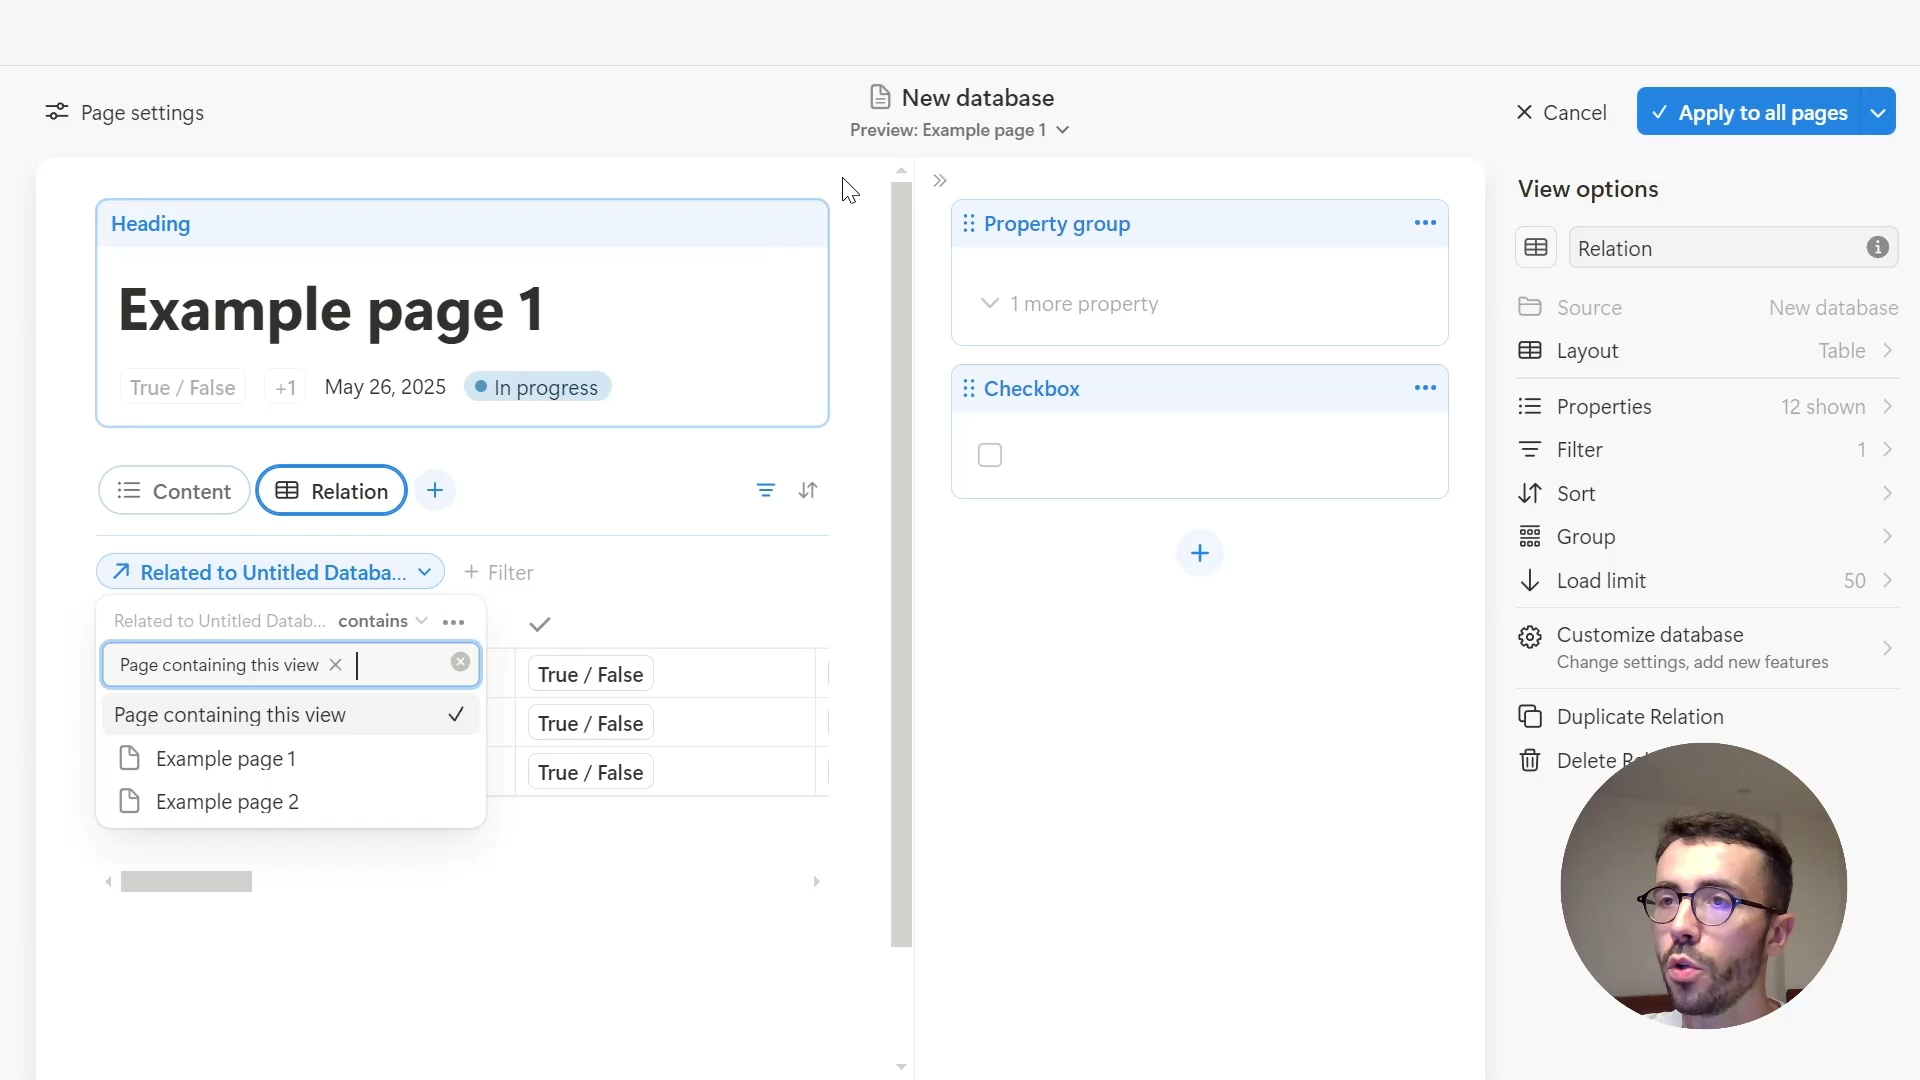 Page settings
New database
Preview: Example page 1
Cancel
Apply to all pages
Heading
Example page 1
True / False
+1
May 26, 2025
In progress
Content
Relation
Related to Untitled Databa...
Filter
Related to Untitled Datab...
contains
Page containing this view
Page containing this view
Example page 1
Example page 2
True / False
True / False
True / False
Property group
1 more property
Checkbox
View options
Relation
Source New database
Layout Table
Properties 12 shown
Filter 1
Sort
Group
Load limit 50
Customize database
Change settings, add new features
Duplicate Relation
Delete